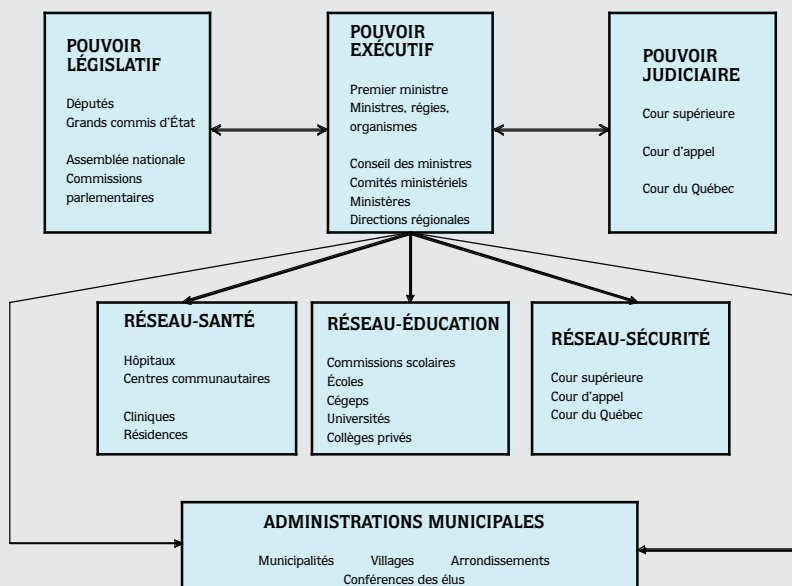 POUVOIR
LÉGISLATIF
Députés
Grands commis d'État
Assemblée nationale
Commissions
parlementaires
POUVOIR
EXÉCUTIF
Premier ministre
Ministres, régies,
organismes
Conseil des ministres
Comités ministériels
Ministères
Directions régionales
POUVOIR
JUDICIAIRE
Cour supérieure
Cour d'appel
Cour du Québec
RÉSEAU-SANTÉ
Hôpitaux
Centres communautaires
Cliniques
Résidences
RÉSEAU-ÉDUCATION
Commissions scolaires
Écoles
Cégeps
Universités
Collèges privés
RÉSEAU-SÉCURITÉ
Cour supérieure
Cour d'appel
Cour du Québec
ADMINISTRATIONS MUNICIPALES
Municipalités Villages Arrondissements
Conférences des élus